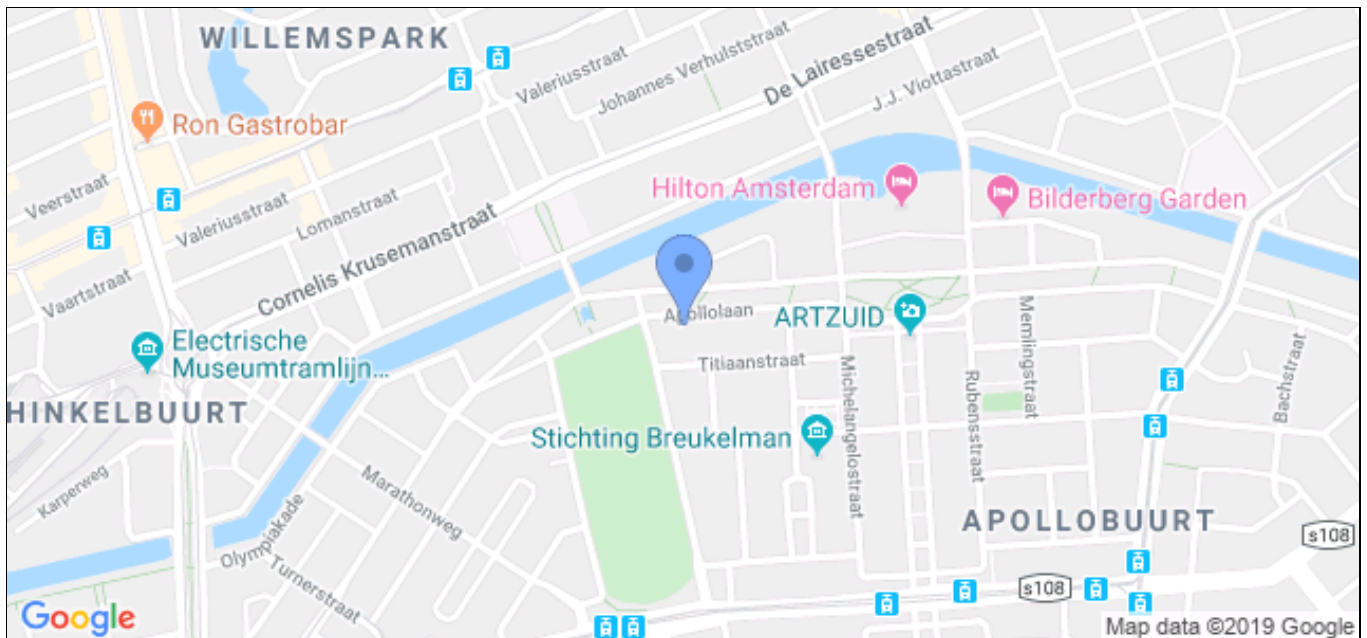 WILLEMSPARK
Valeriusstraat
Johannes Verhulststraat
De Lairessestraat
J.J. Viottastraat
Ron Gastrobar
Veerstraat
Valeriusstraat
Lomanstraat
Hilton Amsterdam
Bilderberg Garden
Cornelis Krusemanstraat
Vaartstraat
Apollolaan
ARTZUID
Memlingstraat
Electrische
Museumtramlijn...
Titiaanstraat
Michelangelostraat
Rubensstraat
Bachstraat
HINKELBUURT
Stichting Breukelman
Karperweg
Marathonweg
Olympiakade
Turnerstraat
APOLLOBUURT
s108
s108
Google
Map data ©2019 Google